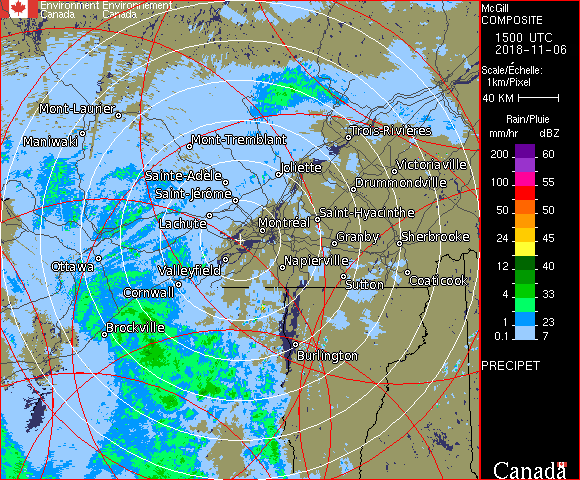 Environment Environnement
Canada Canada
McGill
COMPOSITE
1500 UTC
2018-11-06
Scale/Échelle:
1km/Pixel
40 KM
Rain/Pluie
mm/hr dBZ
200 60
100 55
50 50
24 45
12 40
4 33
1 23
0.1 7
PRECIPET
Canada
Mont-Laurier
Maniwaki
Mont-Tremblant
Trois-Rivières
Sainte-Adèle
Joliette
Victoriaville
Saint-Jérôme
Drummondville
Lachute
Saint-Hyacinthe
Montréal
Granby
Sherbrooke
Ottawa
Valleyfield
Napierville
Cornwall
Sutton
Coaticook
Brockville
Burlington